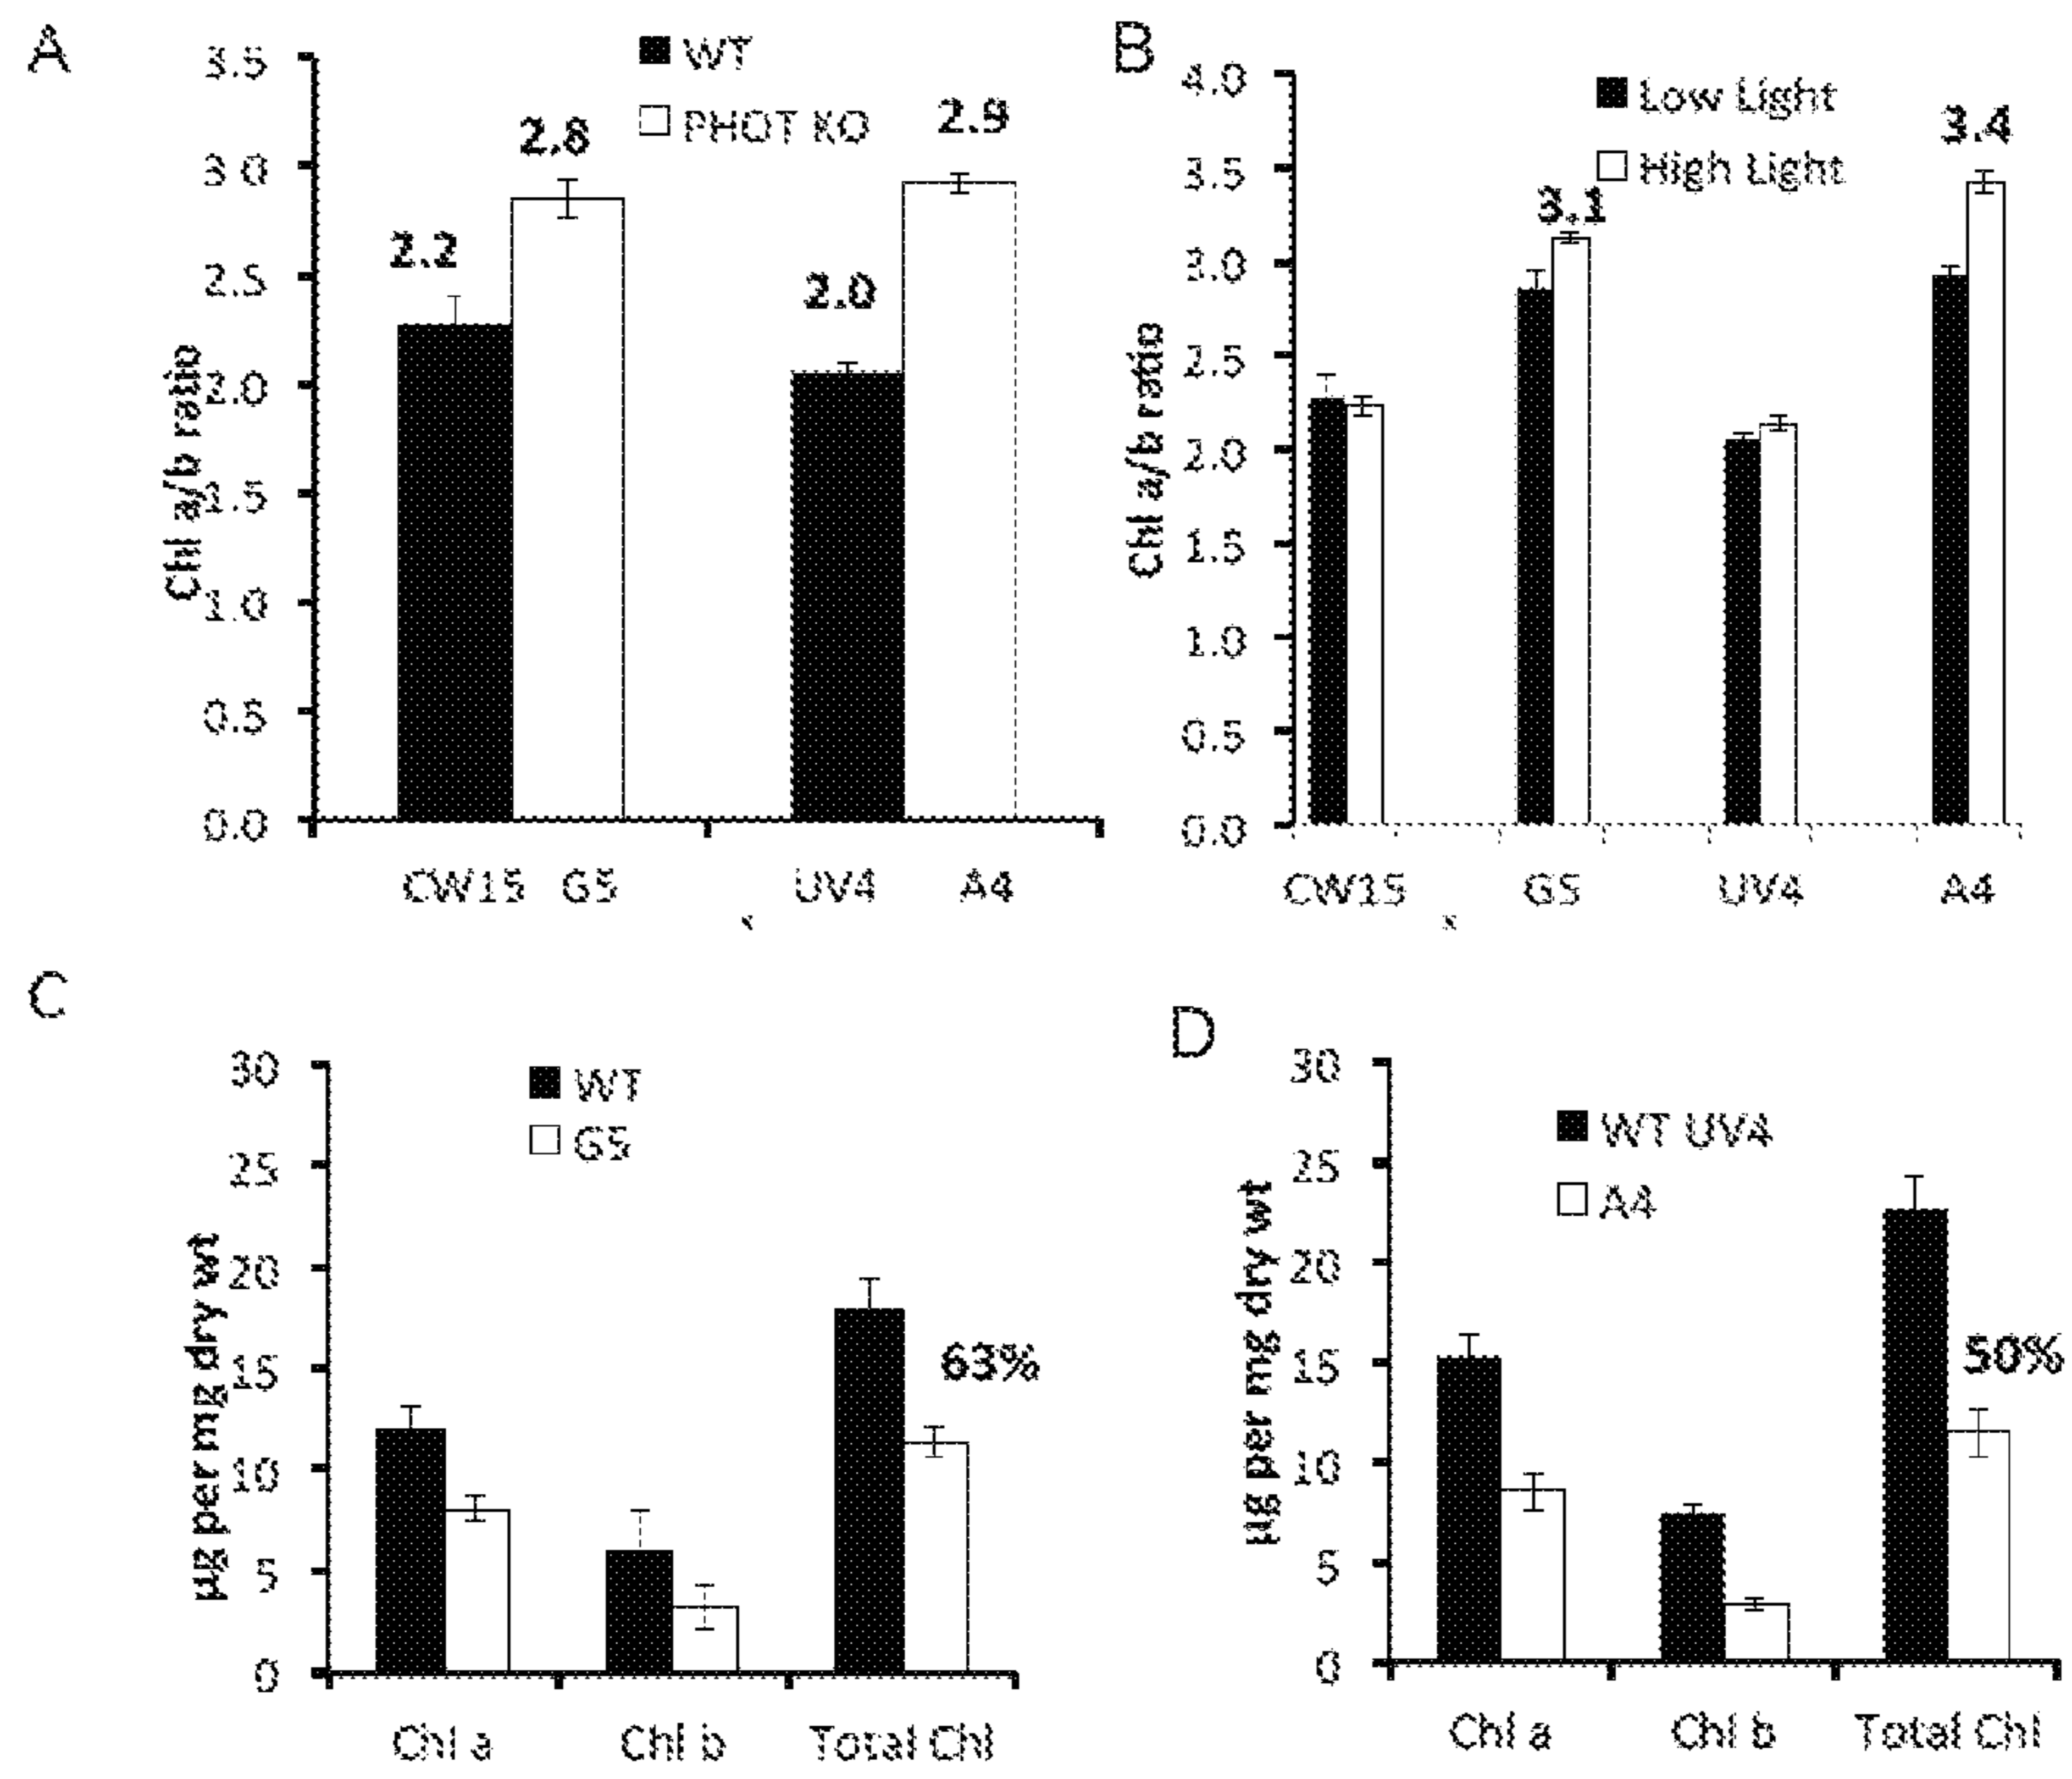 A
WT
PHOT KO
3.5
3.0
2.5
2.0
1.5
1.0
0.5
0.0
Chl a/b ratio
2.2
2.8
2.0
2.9
CW15 G5 UV4 A4
B
Low Light
High Light
4.0
3.5
3.0
2.5
2.0
1.5
1.0
0.5
0.0
Chl a/b ratio
3.1
3.4
CW15 G5 UV4 A4
C
WT
G5
30
25
20
15
10
5
0
µg per mg dry wt
63%
Chl a Chl b Total Chl
D
WT UV4
A4
30
25
20
15
10
5
0
µg per mg dry wt
50%
Chl a Chl b Total Chl